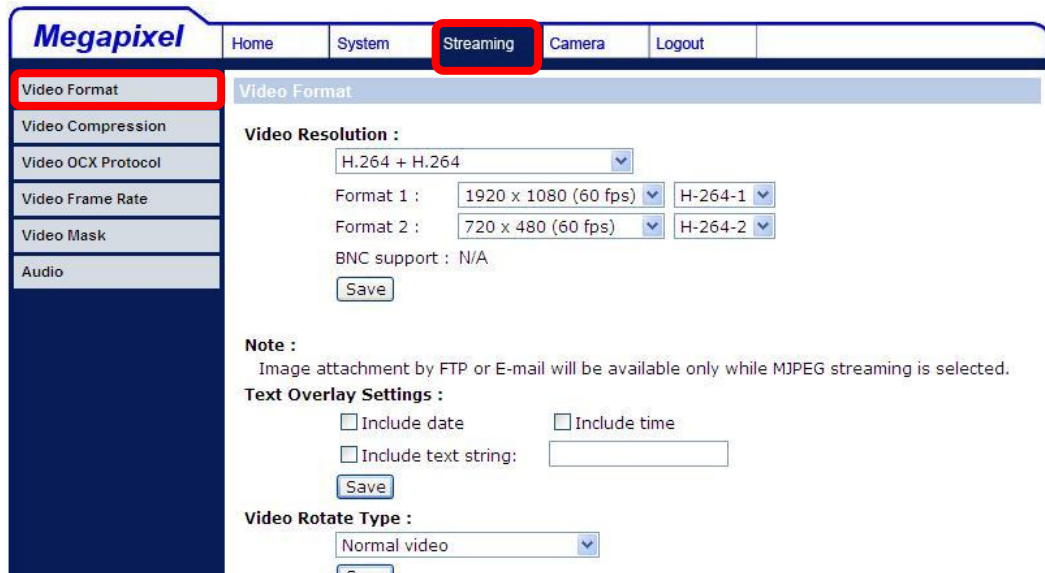 Megapixel
Home System Streaming Camera Logout
Video Format
Video Compression
Video OCX Protocol
Video Frame Rate
Video Mask
Audio
Video Format
Video Resolution :
H.264 + H.264
Format 1 : 1920 x 1080 (60 fps) H-264-1
Format 2 : 720 x 480 (60 fps) H-264-2
BNC support : N/A
Save
Note :
Image attachment by FTP or E-mail will be available only while MJPEG streaming is selected.
Text Overlay Settings :
Include date Include time
Include text string:
Save
Video Rotate Type :
Normal video